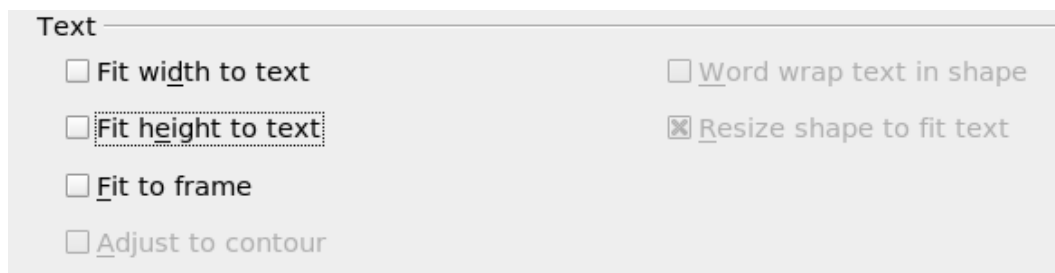 Text
Fit width to text
Word wrap text in shape
Fit height to text
Resize shape to fit text
Fit to frame
Adjust to contour